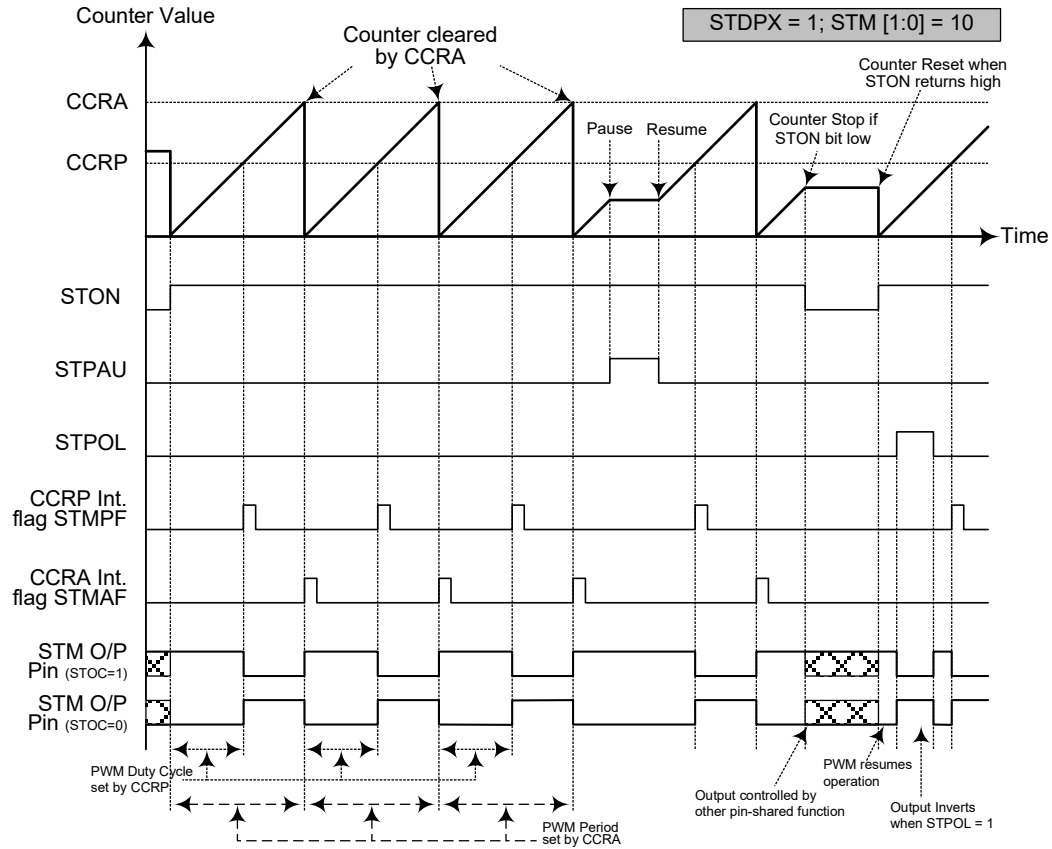 Counter Value
STDPX = 1; STM [1:0] = 10
Counter cleared
by CCRA
Counter Reset when
STON returns high
CCRA
Pause
Resume
Counter Stop if
STON bit low
CCRP
Time
STON
STPAU
STPOL
CCRP Int.
flag STMPF
CCRA Int.
flag STMAF
STM O/P
Pin (STOC=1)
STM O/P
Pin (STOC=0)
PWM Duty Cycle
set by CCRP
PWM resumes
operation
Output controlled by
other pin-shared function
Output Inverts
when STPOL = 1
PWM Period
set by CCRA